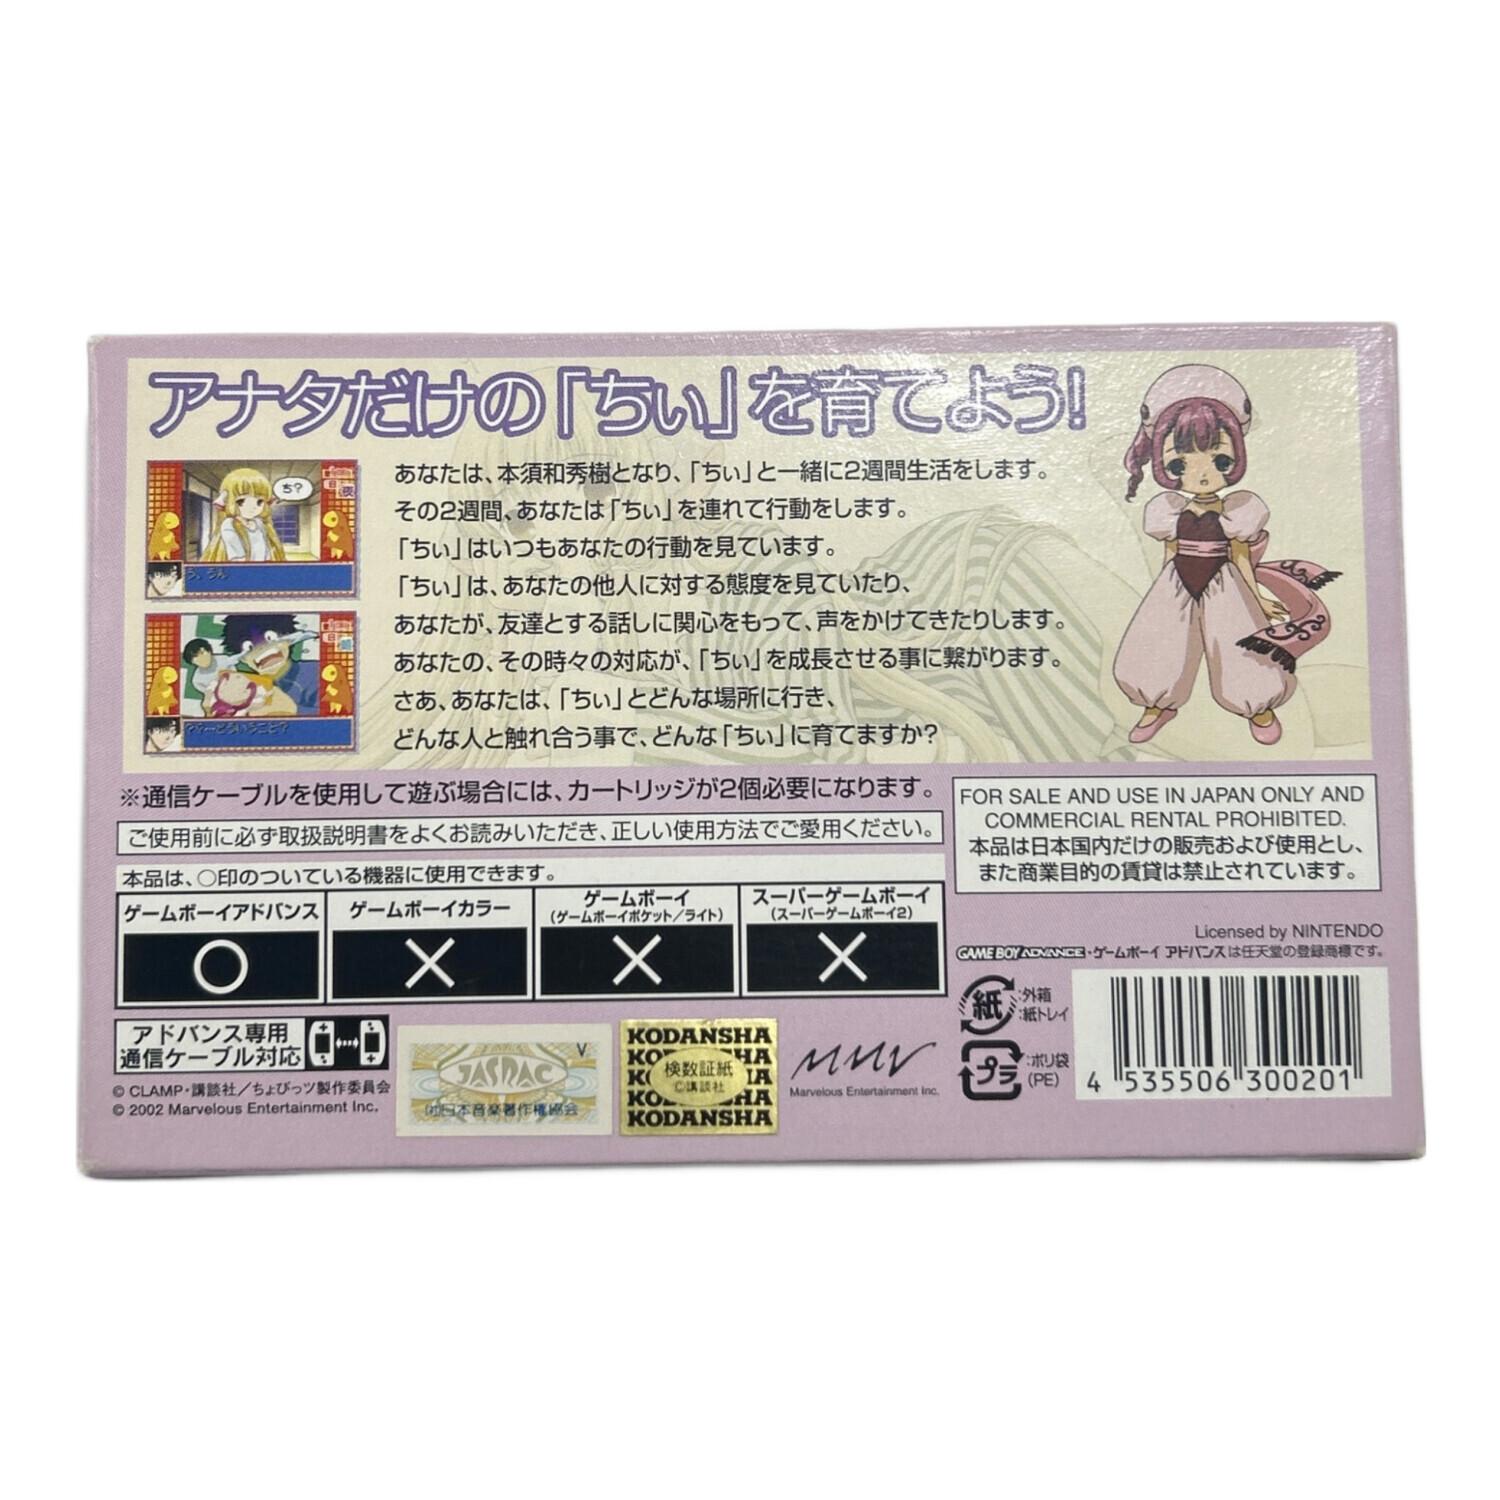 アナタだけの「ちぃ」を育てよう!
ち?
う、うん
あなたは、本須和秀樹となり、「ちぃ」と一緒に2週間生活をします。
その2週間、あなたは「ちぃ」を連れて行動をします。
「ちぃ」はいつもあなたの行動を見ています。
「ちぃ」は、あなたの他人に対する態度を見ていたり、
あなたが、友達とする話しに関心をもって、声をかけてきたりします。
あなたの、その時々の対応が、「ちぃ」を成長させる事に繋がります。
さあ、あなたは、「ちぃ」とどんな場所に行き、
どんな人と触れ合う事で、どんな「ちぃ」に育てますか?
※通信ケーブルを使用して遊ぶ場合には、カートリッジが2個必要になります。
ご使用前に必ず取扱説明書をよくお読みいただき、正しい使用方法でご愛用ください。
本品は、○印のついている機器に使用できます。
ゲームボーイアドバンス
○
ゲームボーイカラー
×
ゲームボーイ
(ゲームボーイポケット/ライト)
×
スーパーゲームボーイ
(スーパーゲームボーイ2)
×
アドバンス専用
通信ケーブル対応
© CLAMP・講談社/ちょびっツ製作委員会
© 2002 Marvelous Entertainment Inc.
V
JASRAC
(社)日本音楽著作権協会
KODANSHA
検数証紙
©講談社
KODANSHA
MMV
Marvelous Entertainment Inc.
FOR SALE AND USE IN JAPAN ONLY AND
COMMERCIAL RENTAL PROHIBITED.
本品は日本国内だけの販売および使用とし、
また商業目的の賃貸は禁止されています。
Licensed by NINTENDO
GAME BOY ADVANCE・ゲームボーイ アドバンスは任天堂の登録商標です。
紙
:外箱
:紙トレイ
プラ
:ポリ袋
(PE)
4 535506 300201